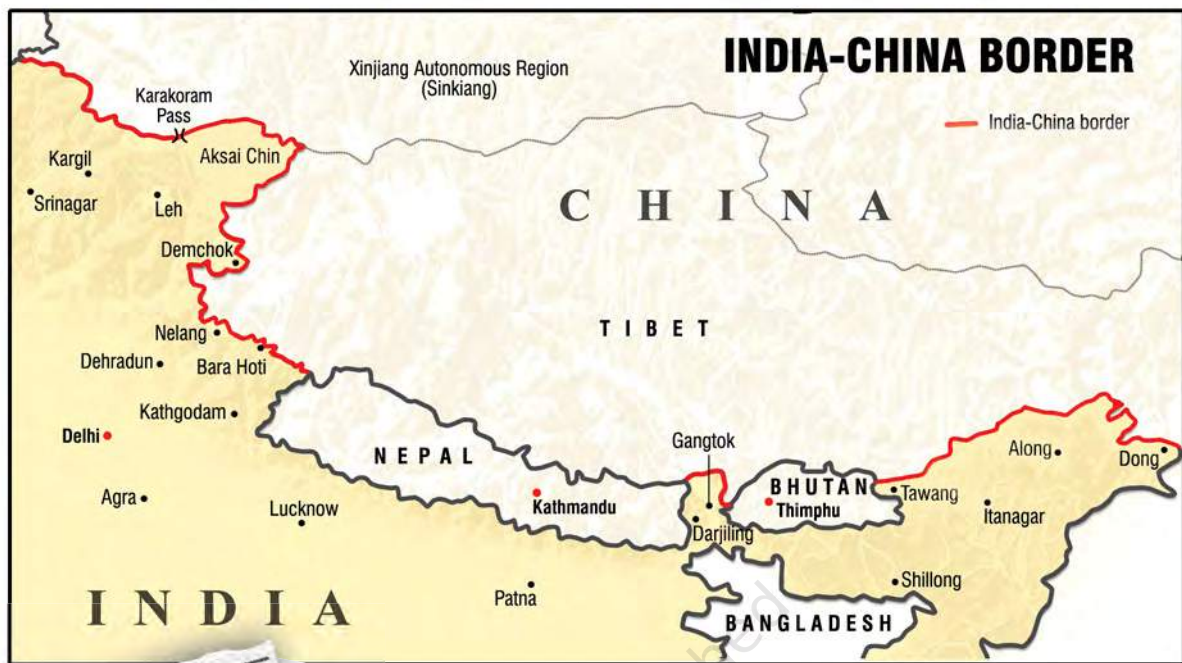 INDIA-CHINA BORDER
India-China border
Xinjiang Autonomous Region
(Sinkiang)
Karakoram
Pass
Aksai Chin
Kargil
Srinagar
Leh
CHINA
Demchok
TIBET
Nelang
Dehradun
Bara Hoti
Kathgodam
Delhi
NEPAL
Gangtok
Along
Dong
Agra
Lucknow
Kathmandu
BHUTAN
Thimphu
Tawang
Itanagar
Darjiling
INDIA
Patna
Shillong
BANGLADESH